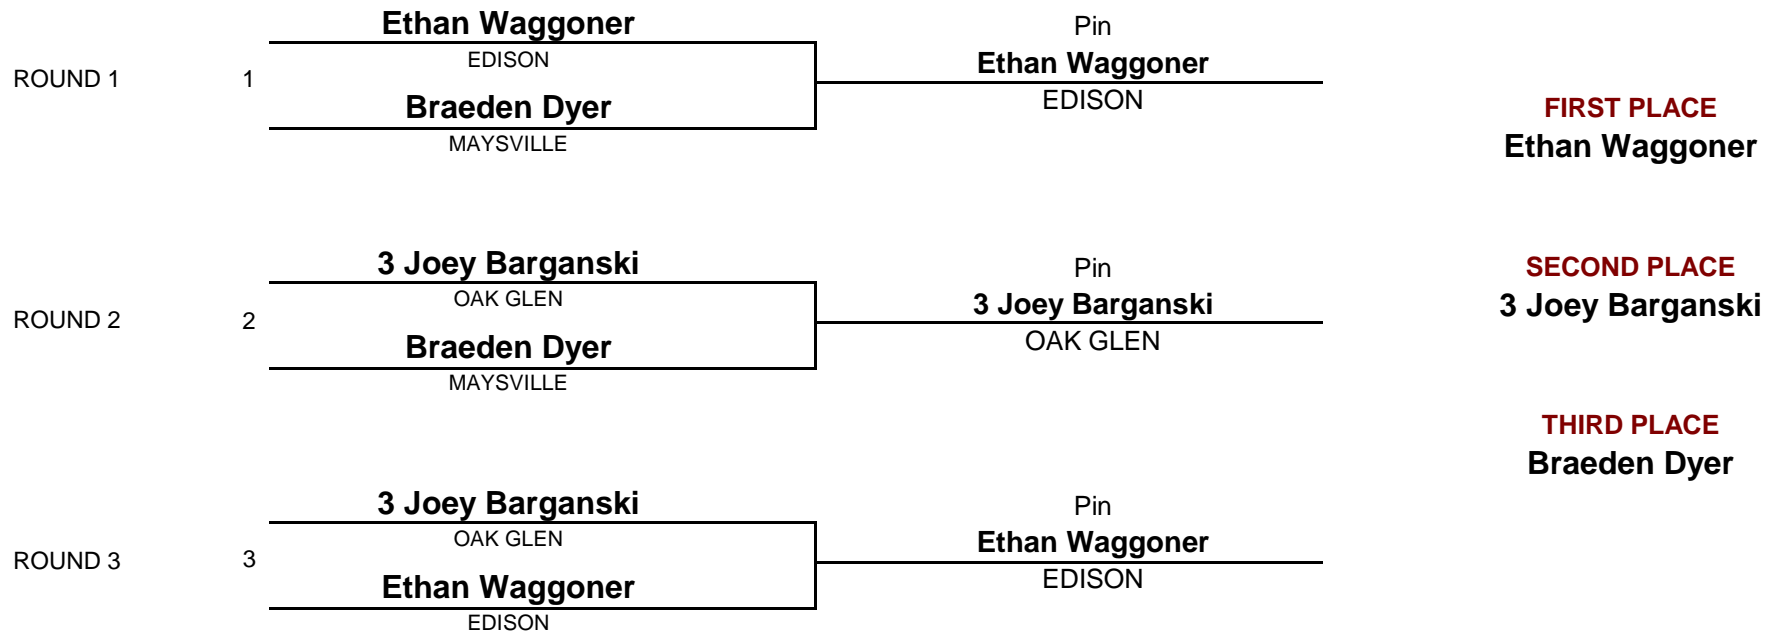 ROUND 1
1
Ethan Waggoner
EDISON
Braeden Dyer
MAYSVILLE
Pin
Ethan Waggoner
EDISON
FIRST PLACE
Ethan Waggoner
ROUND 2
2
3 Joey Barganski
OAK GLEN
Braeden Dyer
MAYSVILLE
Pin
3 Joey Barganski
OAK GLEN
SECOND PLACE
3 Joey Barganski
THIRD PLACE
Braeden Dyer
ROUND 3
3
3 Joey Barganski
OAK GLEN
Ethan Waggoner
EDISON
Pin
Ethan Waggoner
EDISON